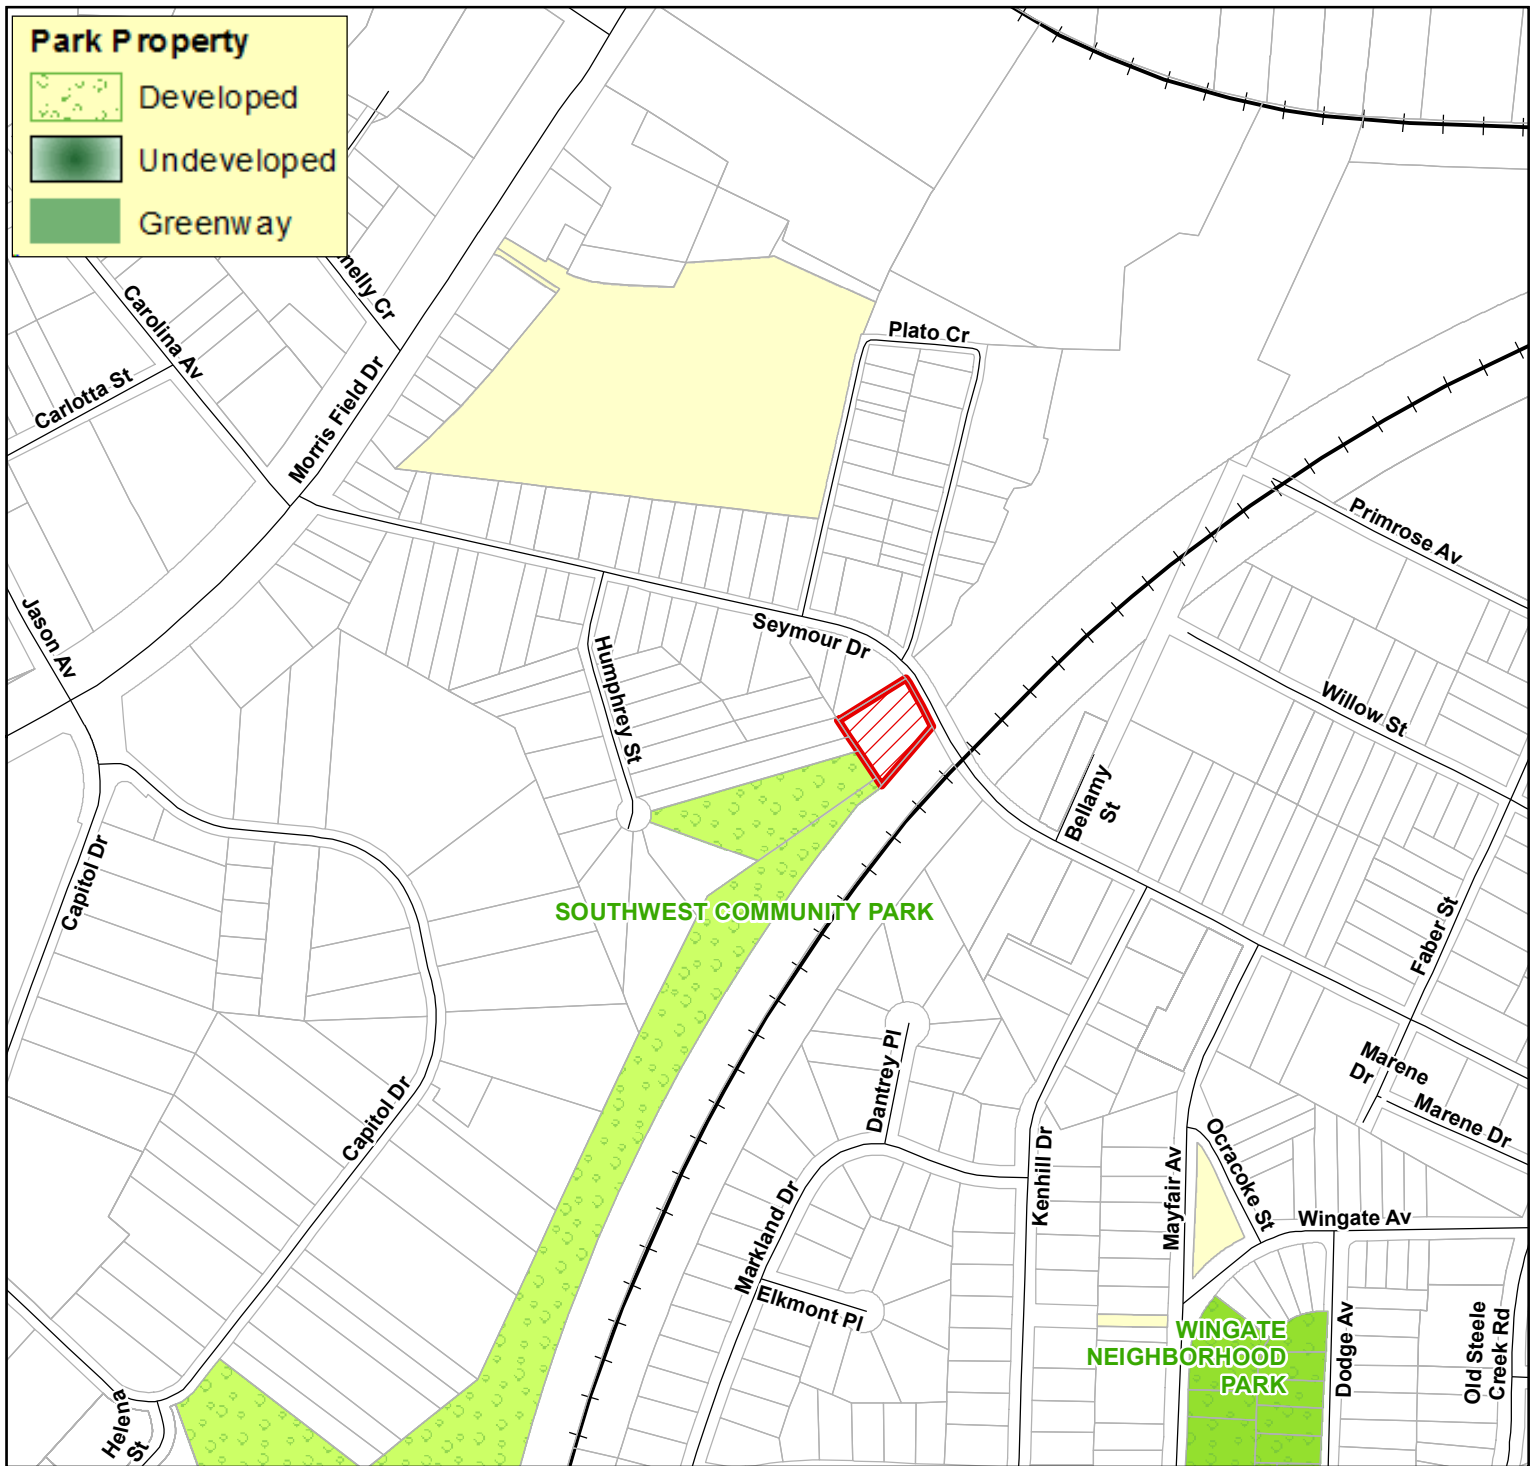 Park Property
Developed
Undeveloped
Greenway
nelly Cr
Carolina Av
Carlotta St
Morris Field Dr
Plato Cr
Primrose Av
Jason Av
Seymour Dr
Humphrey St
Willow St
Bellamy
St
Capitol Dr
SOUTHWEST COMMUNITY PARK
Faber St
Dantrey Pl
Marene
Dr
Marene Dr
Capitol Dr
Ocracoke St
Kenhill Dr
Mayfair Av
Wingate Av
Markland Dr
Elkmont Pl
WINGATE
NEIGHBORHOOD
PARK
Dodge Av
Old Steele
Creek Rd
Helena
St